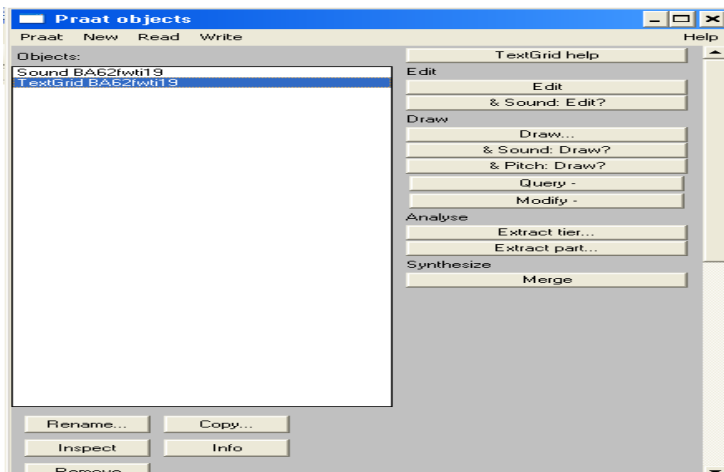 Praat objects
Praat New Read Write Help
Objects:
Sound BA62fwti19
TextGrid BA62fwti19
TextGrid help
Edit
Edit
& Sound: Edit?
Draw
Draw...
& Sound: Draw?
& Pitch: Draw?
Query -
Modify -
Analyse
Extract tier...
Extract part...
Synthesize
Merge
Rename... Copy...
Inspect Info
Remove